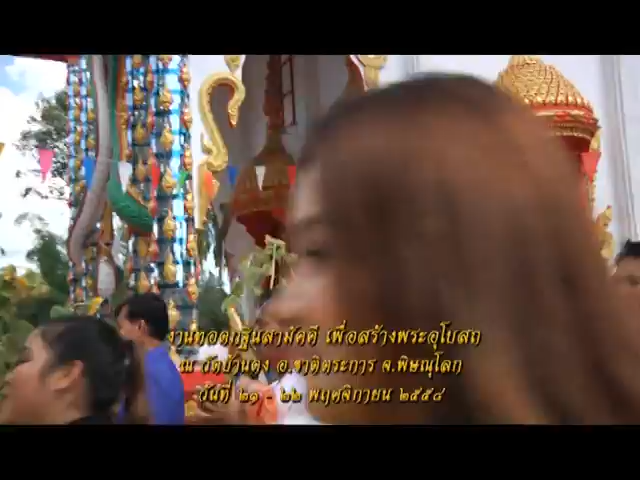 งานทอดกฐินสามัคคี เพื่อสร้างพระอุโบสถ
ณ วัดบ้านดง อ.ชาติตระการ จ.พิษณุโลก
วันที่ ๒๑ - ๒๒ พฤศจิกายน ๒๕๕๔